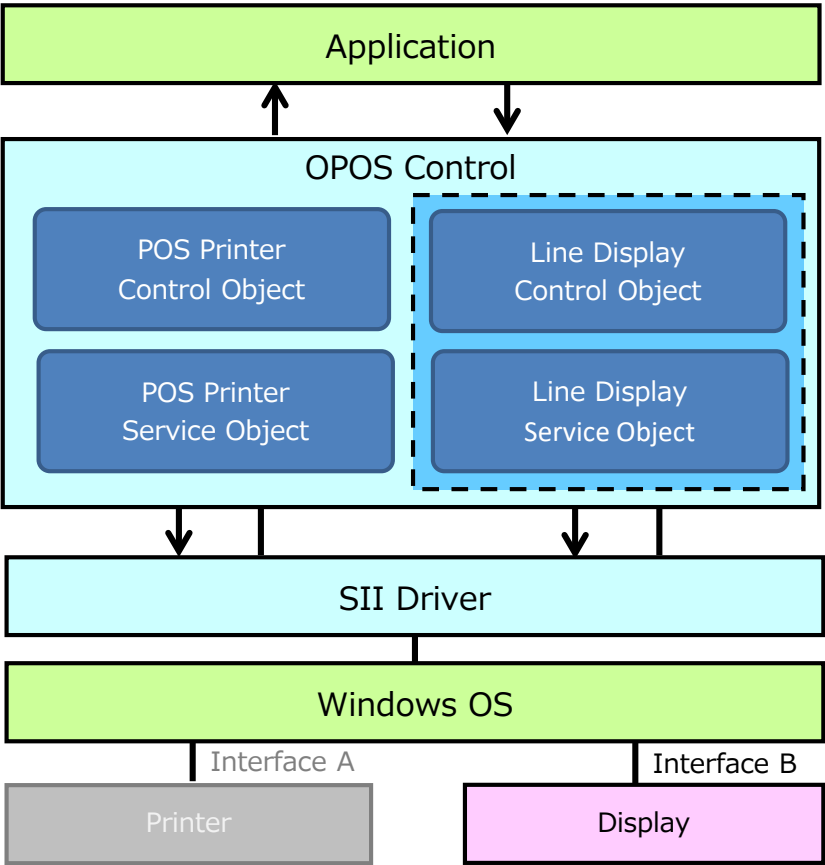 Application
OPOS Control
POS Printer
Control Object
Line Display
Control Object
POS Printer
Service Object
Line Display
Service Object
SII Driver
Windows OS
Interface A
Interface B
Printer
Display